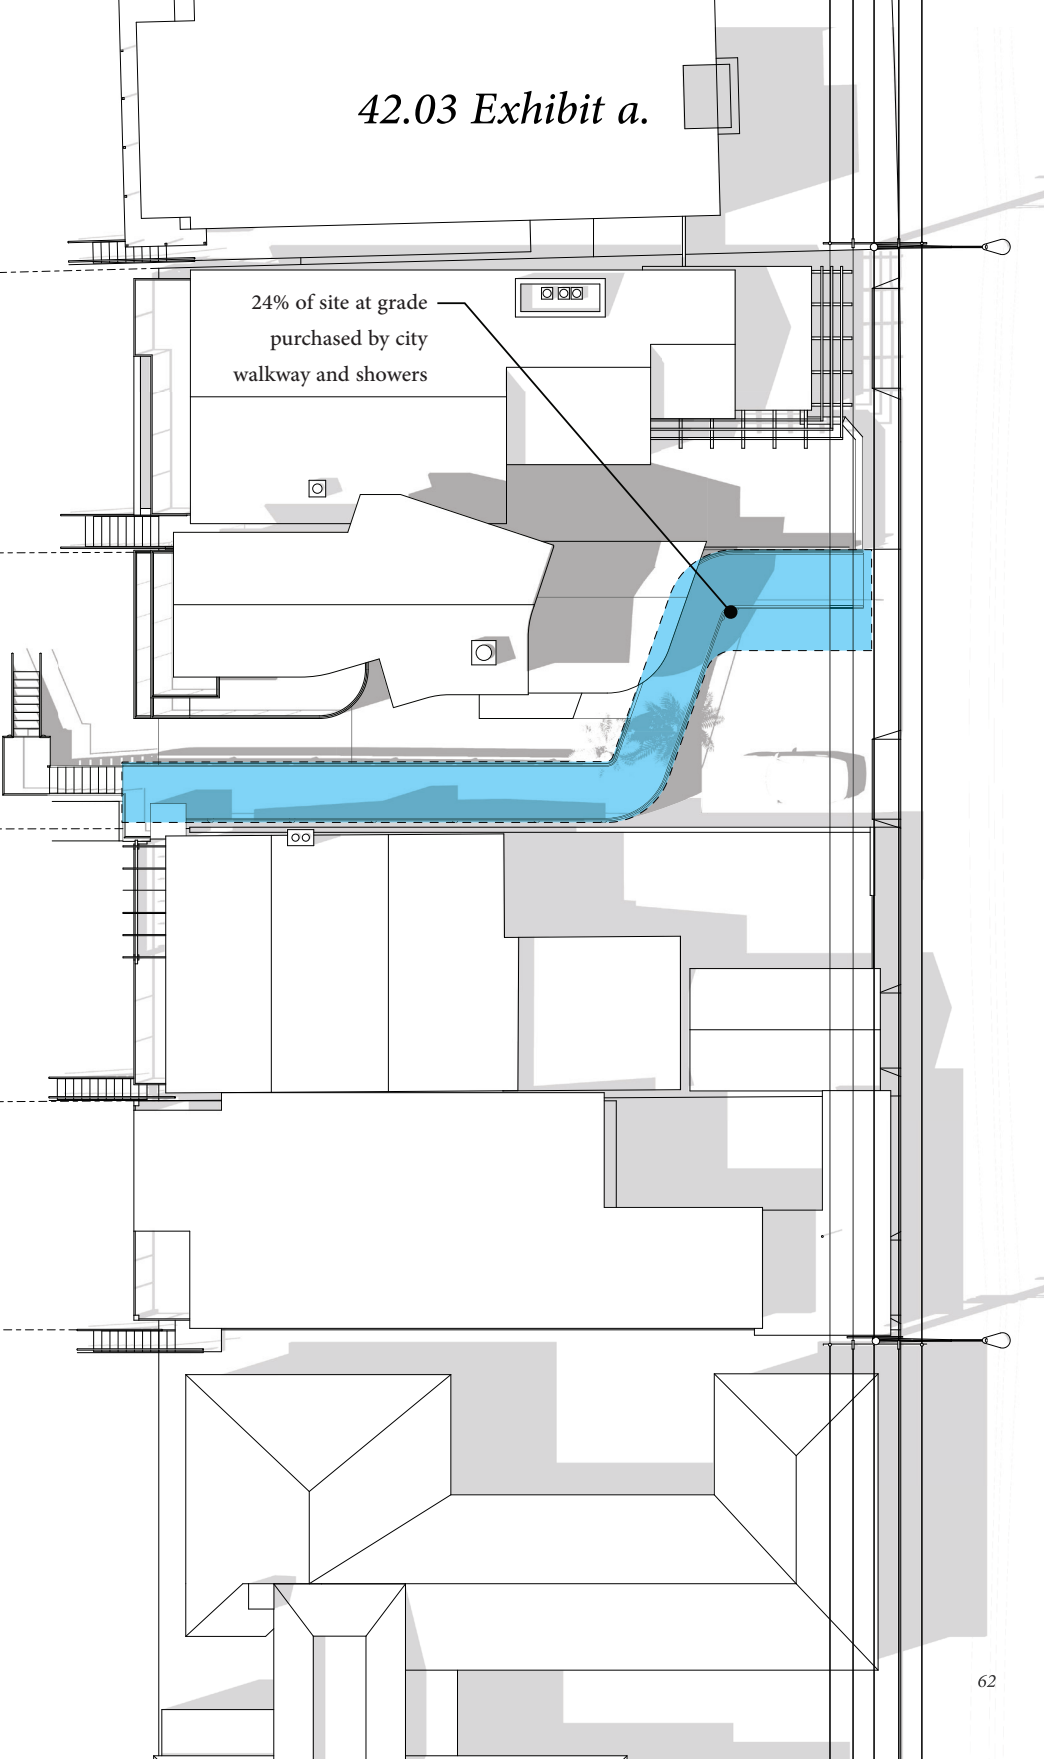 42.03 Exhibit a.
24% of site at grade
purchased by city
walkway and showers
62